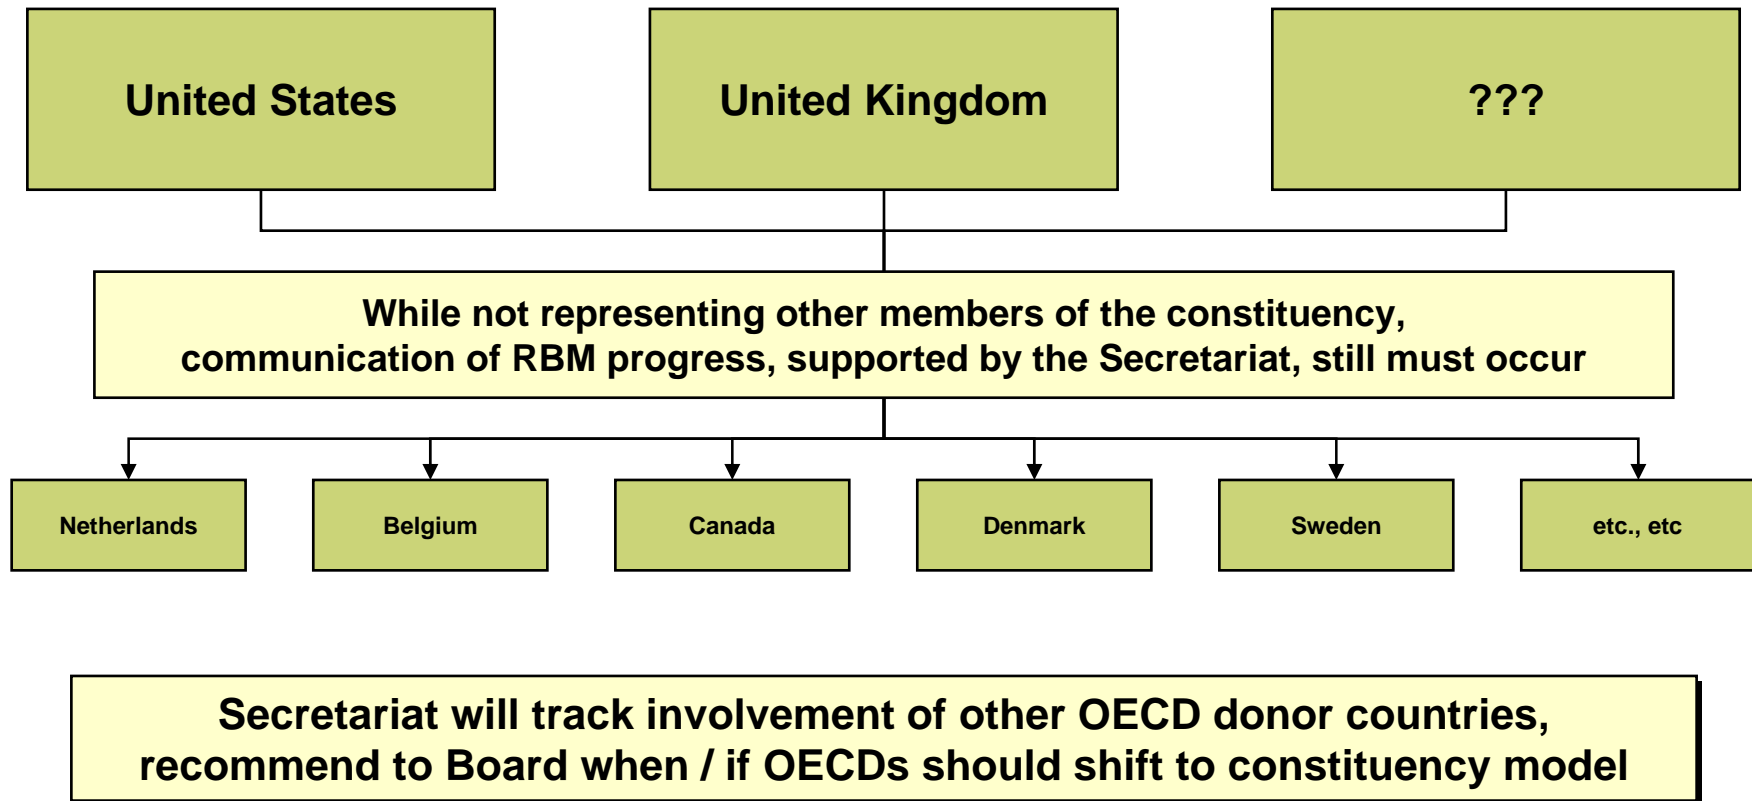 United States
United Kingdom
???
While not representing other members of the constituency,
communication of RBM progress, supported by the Secretariat, still must occur
Netherlands
Belgium
Canada
Denmark
Sweden
etc., etc
Secretariat will track involvement of other OECD donor countries,
recommend to Board when / if OECDs should shift to constituency model